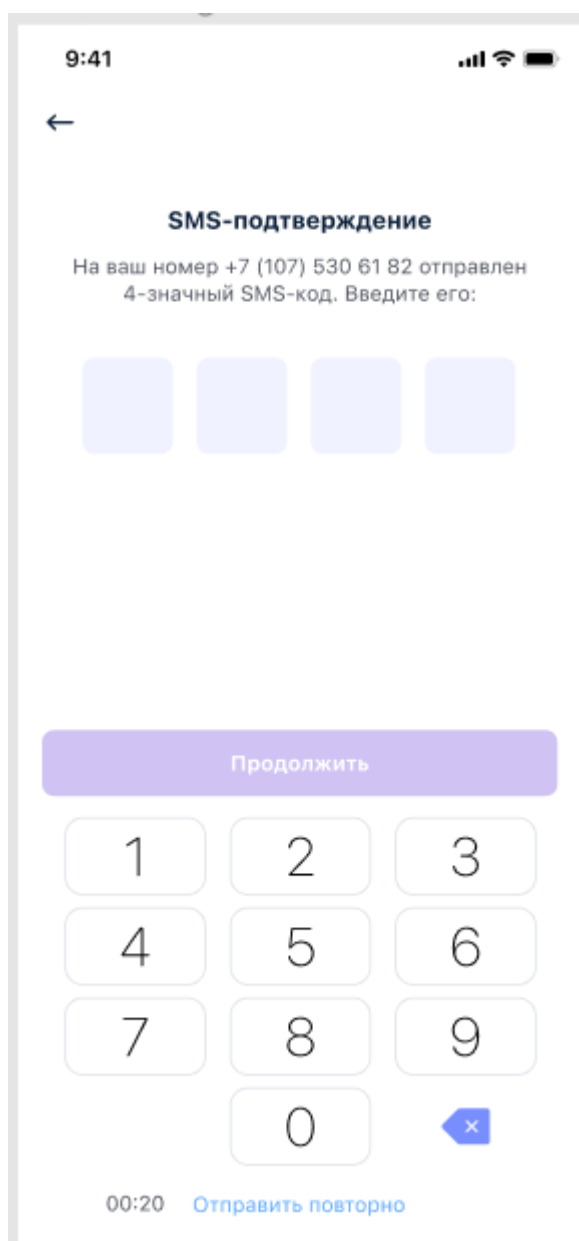 9:41
SMS-подтверждение
На ваш номер +7 (107) 530 61 82 отправлен
4-значный SMS-код. Введите его:
Продолжить
1 2 3
4 5 6
7 8 9
0
00:20 Отправить повторно